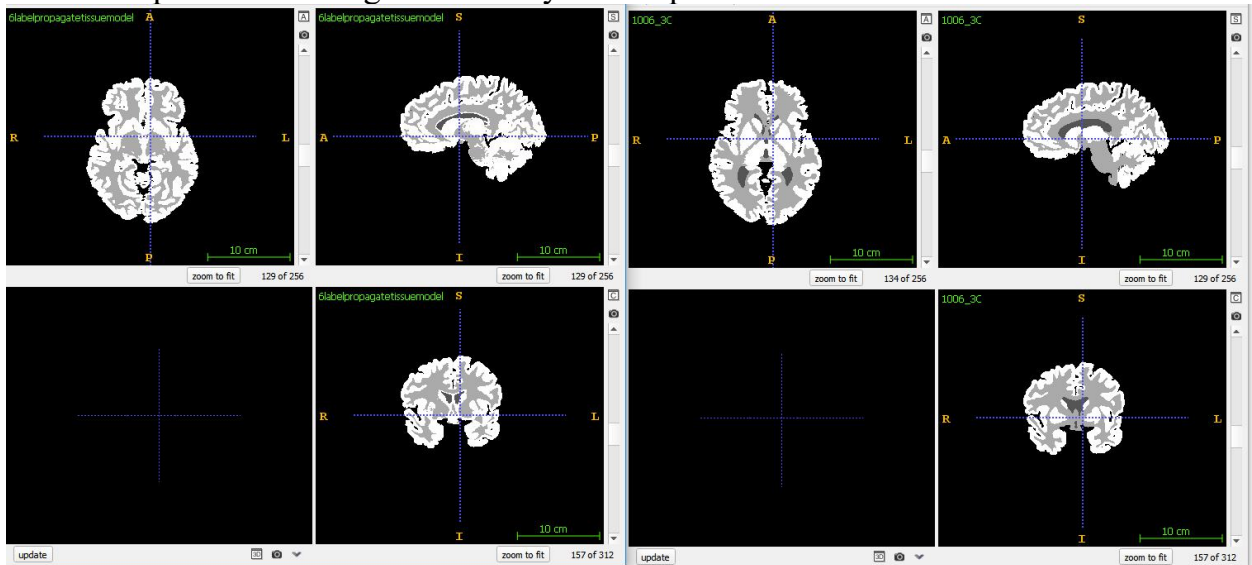 6labelpropagatetissuemodel A
A
R L
P
10 cm
zoom to fit 129 of 256
6labelpropagatetissuemodel S
S
A P
I
10 cm
zoom to fit 129 of 256
update
3D
6labelpropagatetissuemodel S
C
R L
I
10 cm
zoom to fit 157 of 312
1006_3C A
A
R L
P
10 cm
zoom to fit 134 of 256
1006_3C S
S
A P
I
10 cm
zoom to fit 129 of 256
update
3D
1006_3C S
C
R L
I
10 cm
zoom to fit 157 of 312